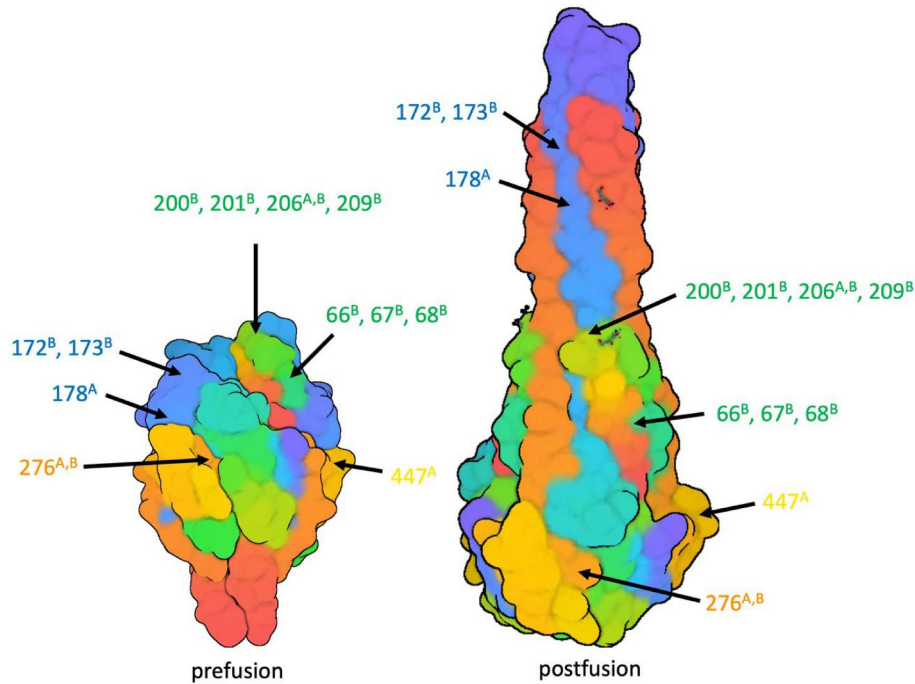 200ᴮ, 201ᴮ, 206ᴬ,ᴮ, 209ᴮ
66ᴮ, 67ᴮ, 68ᴮ
172ᴮ, 173ᴮ
178ᴬ
276ᴬ,ᴮ
447ᴬ
prefusion
172ᴮ, 173ᴮ
178ᴬ
200ᴮ, 201ᴮ, 206ᴬ,ᴮ, 209ᴮ
66ᴮ, 67ᴮ, 68ᴮ
447ᴬ
276ᴬ,ᴮ
postfusion